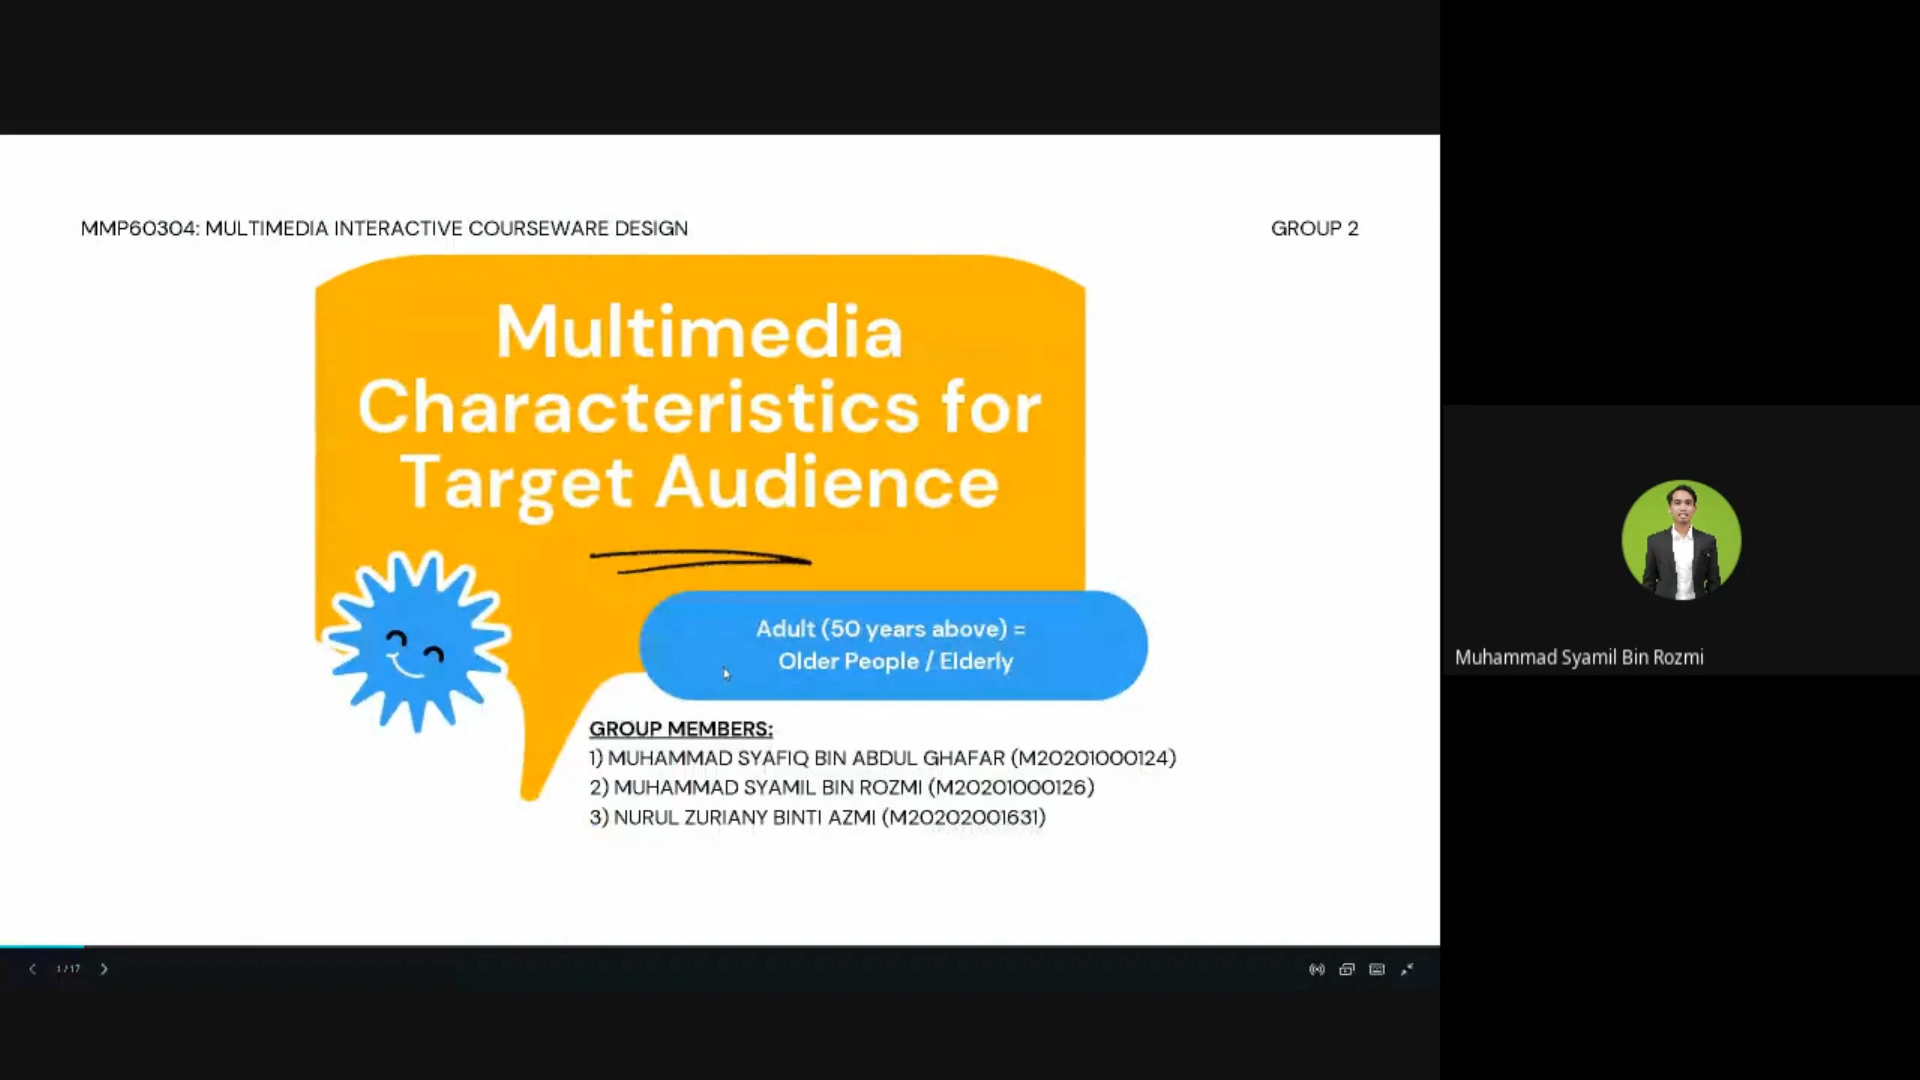 MMP60304: MULTIMEDIA INTERACTIVE COURSEWARE DESIGN
GROUP 2
Multimedia
Characteristics for
Target Audience
Adult (50 years above) =
Older People / Elderly
GROUP MEMBERS:
1) MUHAMMAD SYAFIQ BIN ABDUL GHAFAR (M20201000124)
2) MUHAMMAD SYAMIL BIN ROZMI (M20201000126)
3) NURUL ZURIANY BINTI AZMI (M20202001631)
Muhammad Syamil Bin Rozmi
1 / 17